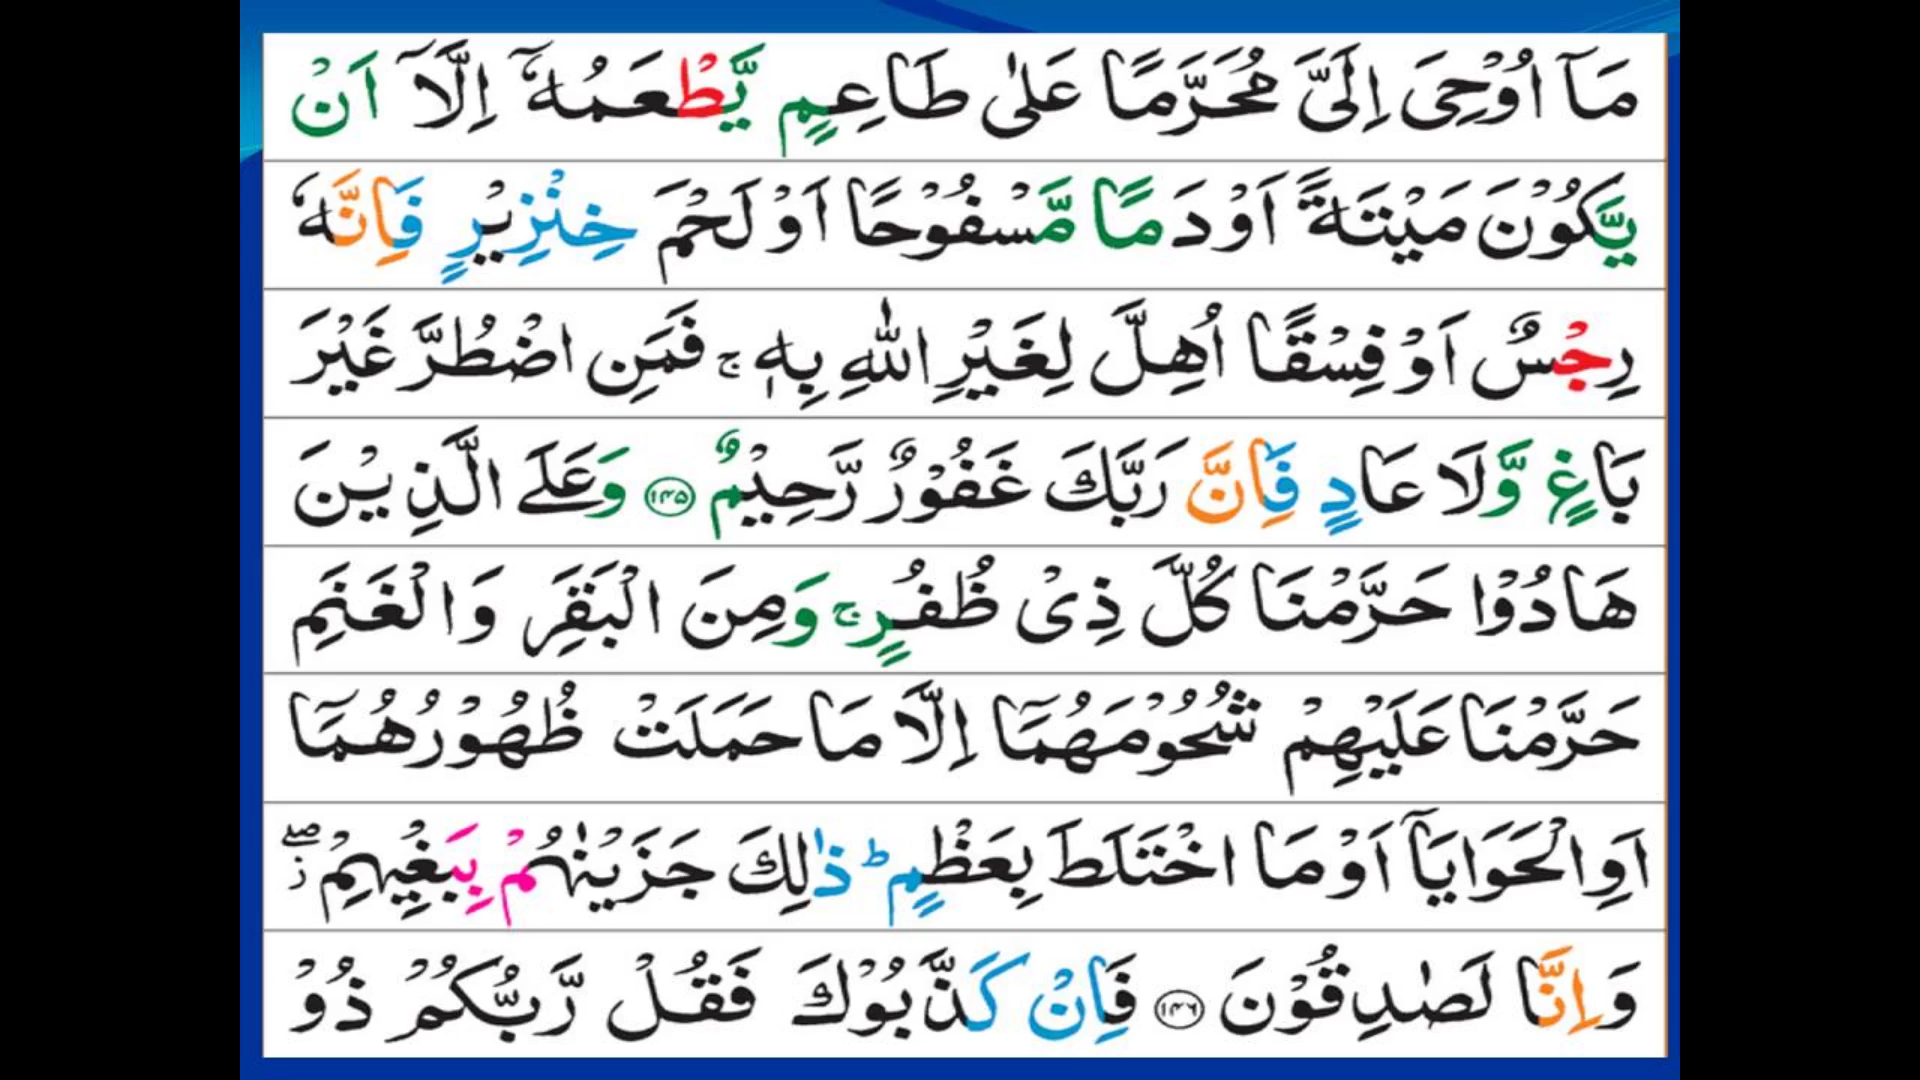 مَاۤ اُوْحِیَ اِلَیَّ مُحَرَّمًا عَلٰی طَاعِمٍ یَّطْعَمُهٗۤ اِلَّاۤ اَنْ
یَّكُوْنَ مَیْتَةً اَوْ دَمًا مَّسْفُوْحًا اَوْ لَحْمَ خِنْزِیْرٍ فَاِنَّهٗ
رِجْسٌ اَوْ فِسْقًا اُهِلَّ لِغَیْرِ اللّٰهِ بِهٖ ۚ فَمَنِ اضْطُرَّ غَیْرَ
بَاغٍ وَّلَا عَادٍ فَاِنَّ رَبَّكَ غَفُوْرٌ رَّحِیْمٌ ۝۱۴۵ وَعَلَی الَّذِیْنَ
هَادُوْا حَرَّمْنَا كُلَّ ذِیْ ظُفُرٍ ۚ وَمِنَ الْبَقَرِ وَالْغَنَمِ
حَرَّمْنَا عَلَیْهِمْ شُحُوْمَهُمَاۤ اِلَّا مَا حَمَلَتْ ظُهُوْرُهُمَاۤ
اَوِ الْحَوَایَاۤ اَوْ مَا اخْتَلَطَ بِعَظْمٍ ؕ ذٰلِكَ جَزَیْنٰهُمْ بِبَغْیِهِمْ ۖز
وَاِنَّا لَصٰدِقُوْنَ ۝۱۴۶ فَاِنْ كَذَّبُوْكَ فَقُلْ رَّبُّكُمْ ذُوْ